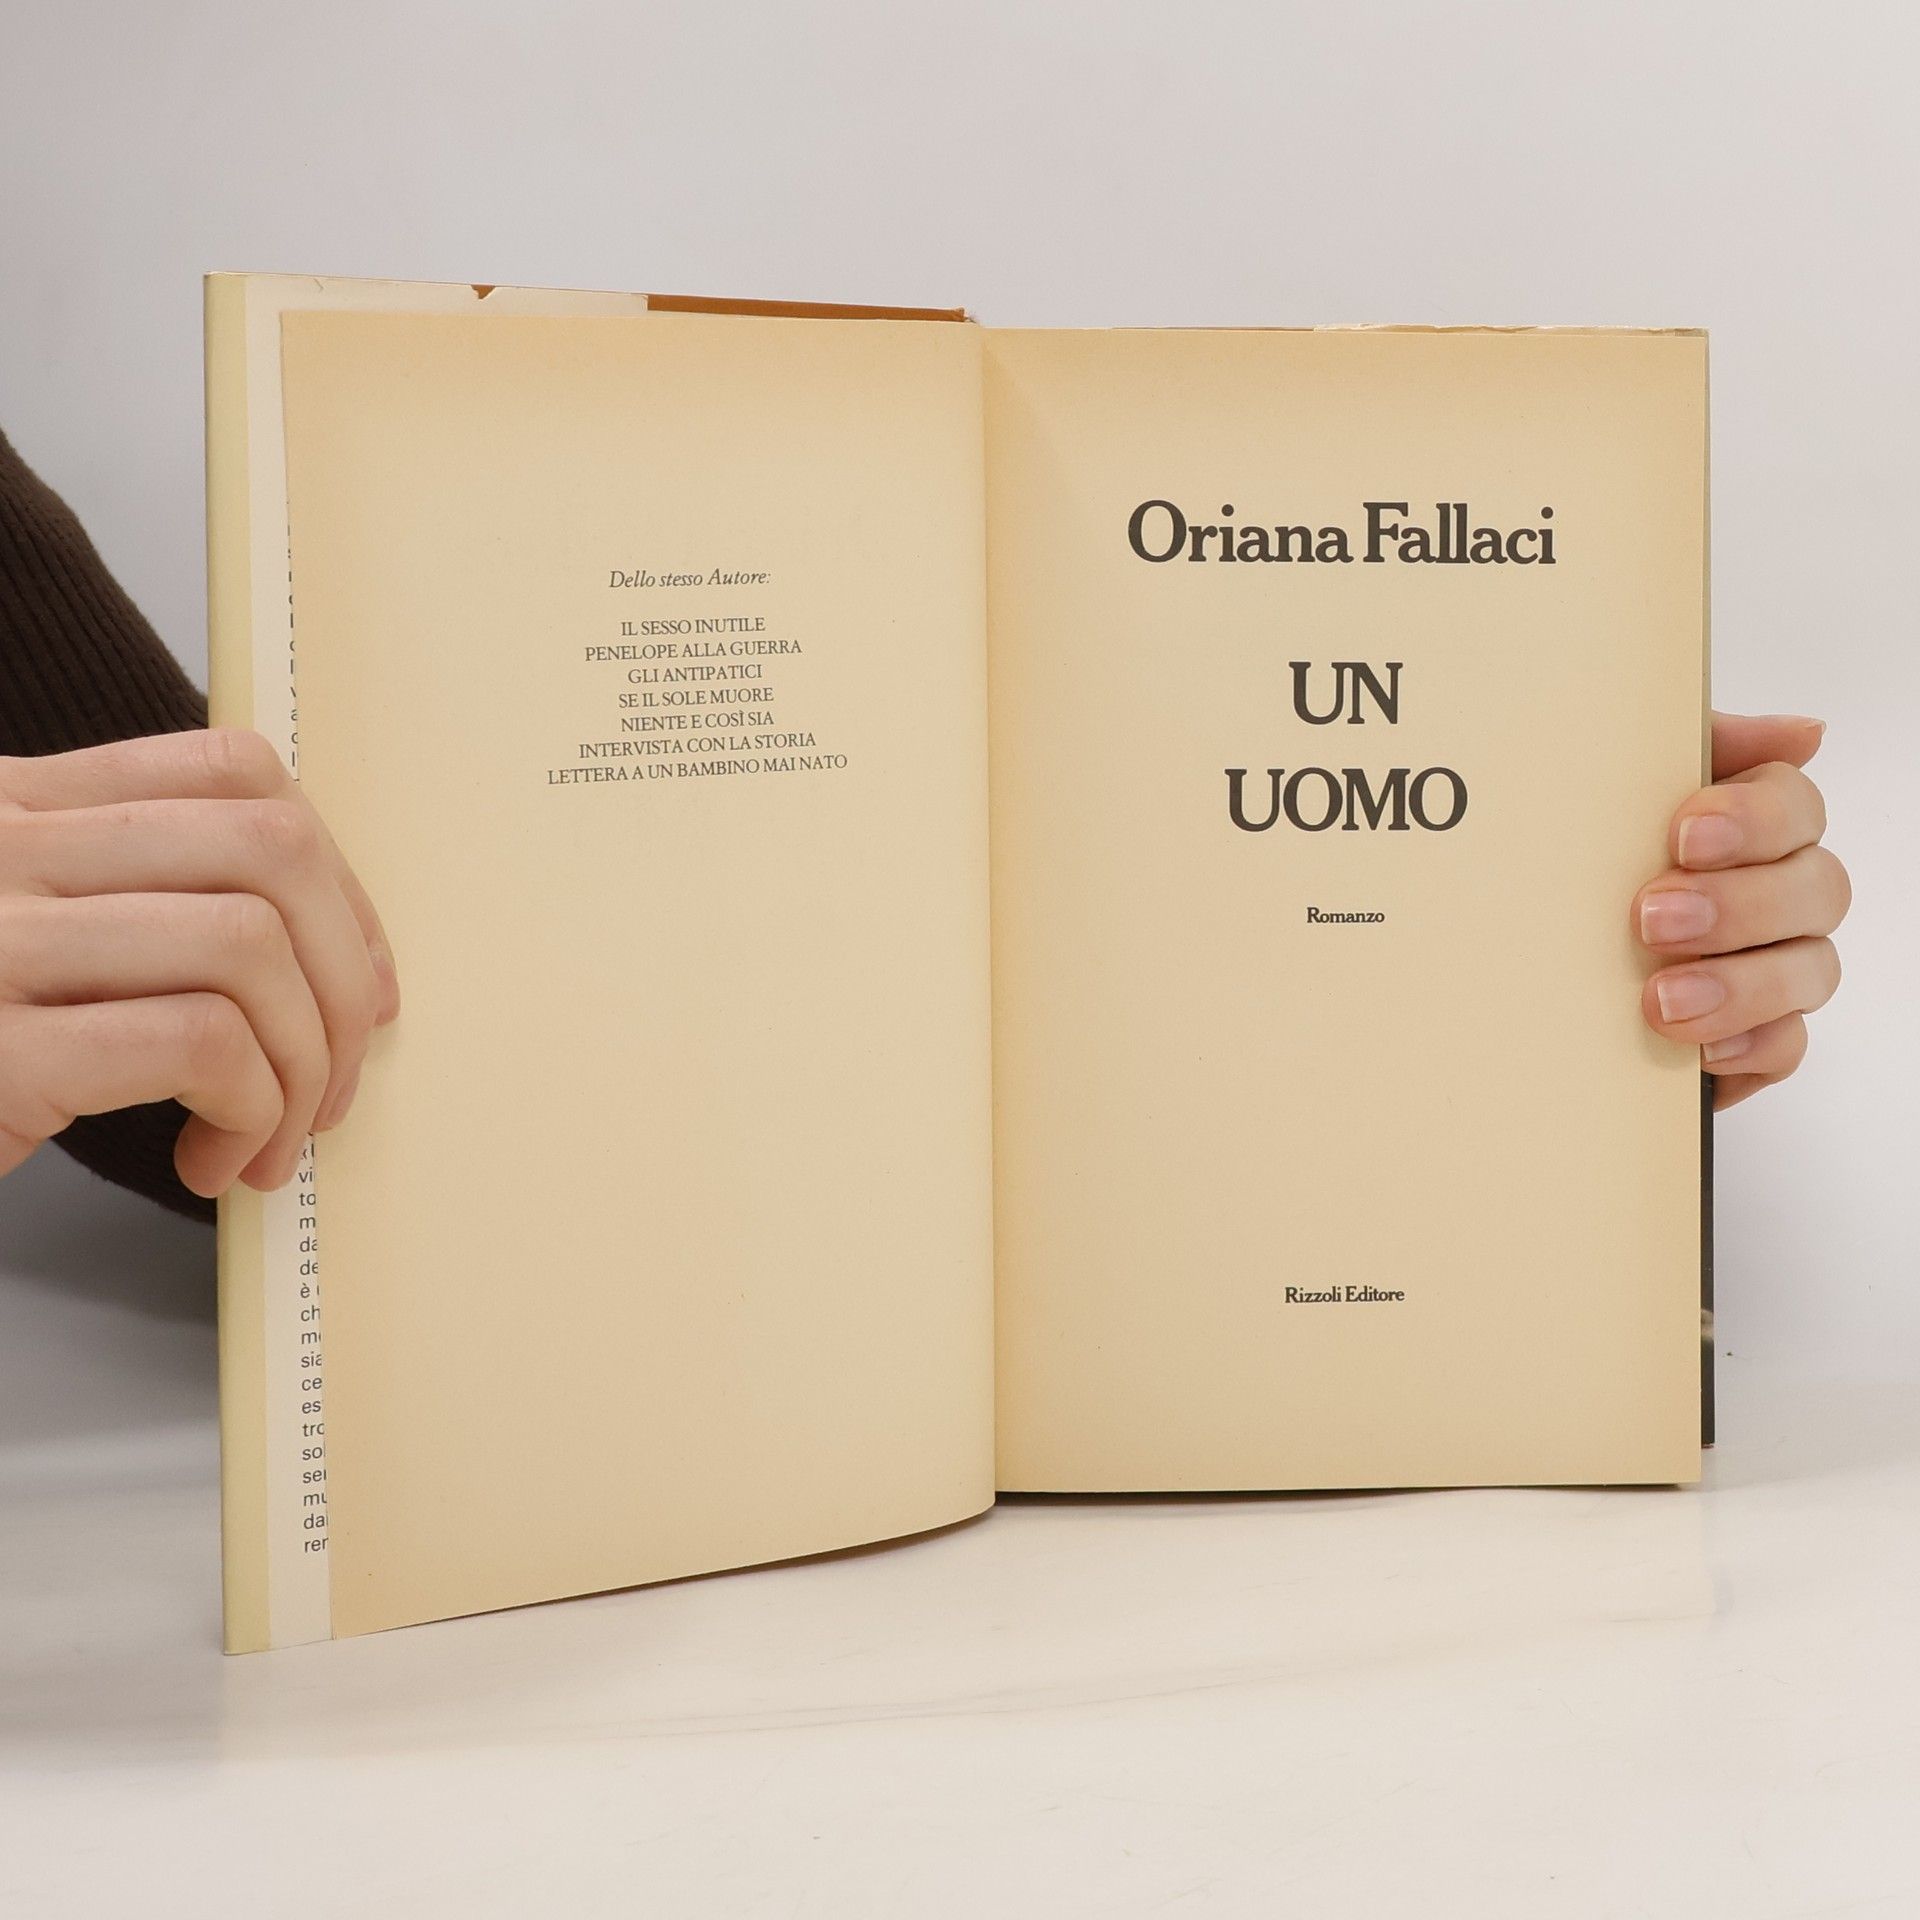 Dello stesso Autore:
IL SESSO INUTILE
PENELOPE ALLA GUERRA
GLI ANTIPATICI
SE IL SOLE MUORE
NIENTE E COSÌ SIA
INTERVISTA CON LA STORIA
LETTERA A UN BAMBINO MAI NATO
Oriana Fallaci
UN
UOMO
Romanzo
Rizzoli Editore